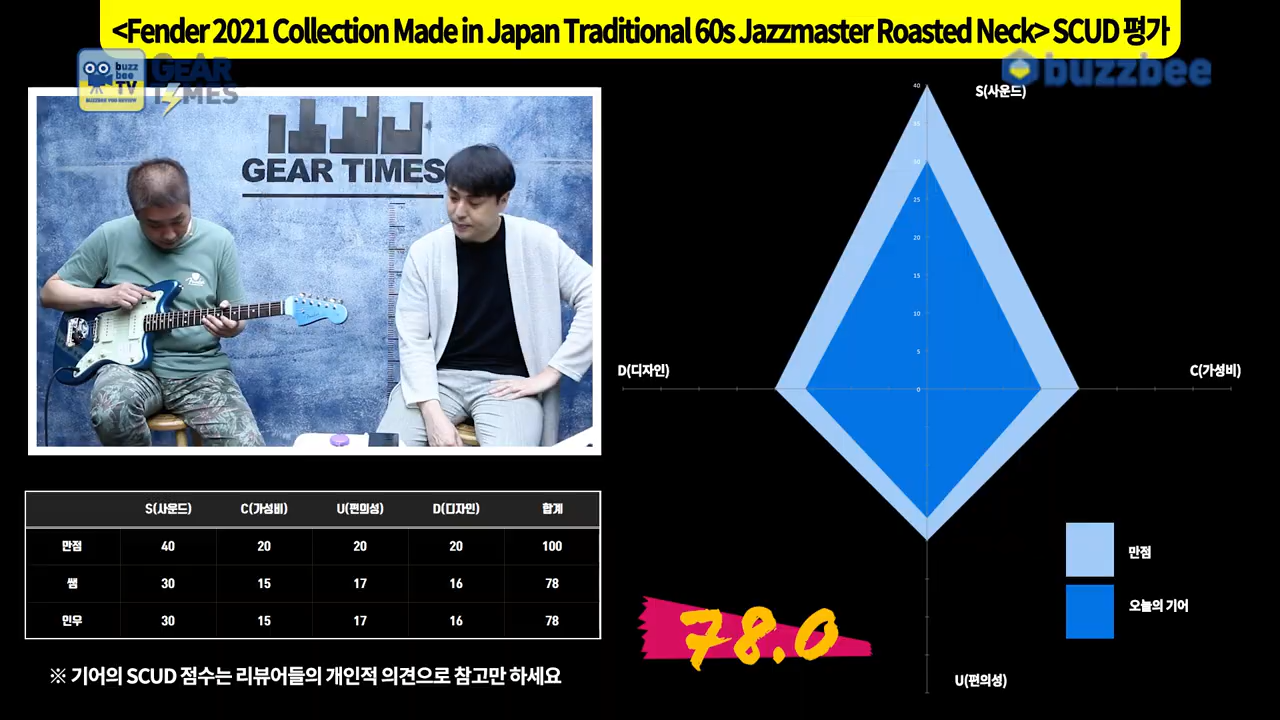 <Fender 2021 Collection Made in Japan Traditional 60s Jazzmaster Roasted Neck> SCUD 평가
buzz
bee
TV
BUZZBEE YOU REVIEW
GEAR
TIMES
buzzbee
GEAR TIMES
S(사운드)
40
35
30
25
20
15
10
5
0
D(디자인)
C(가성비)
U(편의성)
만점
오늘의 기어
S(사운드) C(가성비) U(편의성) D(디자인) 합계
만점 40 20 20 20 100
쌩 30 15 17 16 78
민우 30 15 17 16 78
78.0
※ 기어의 SCUD 점수는 리뷰어들의 개인적 의견으로 참고만 하세요